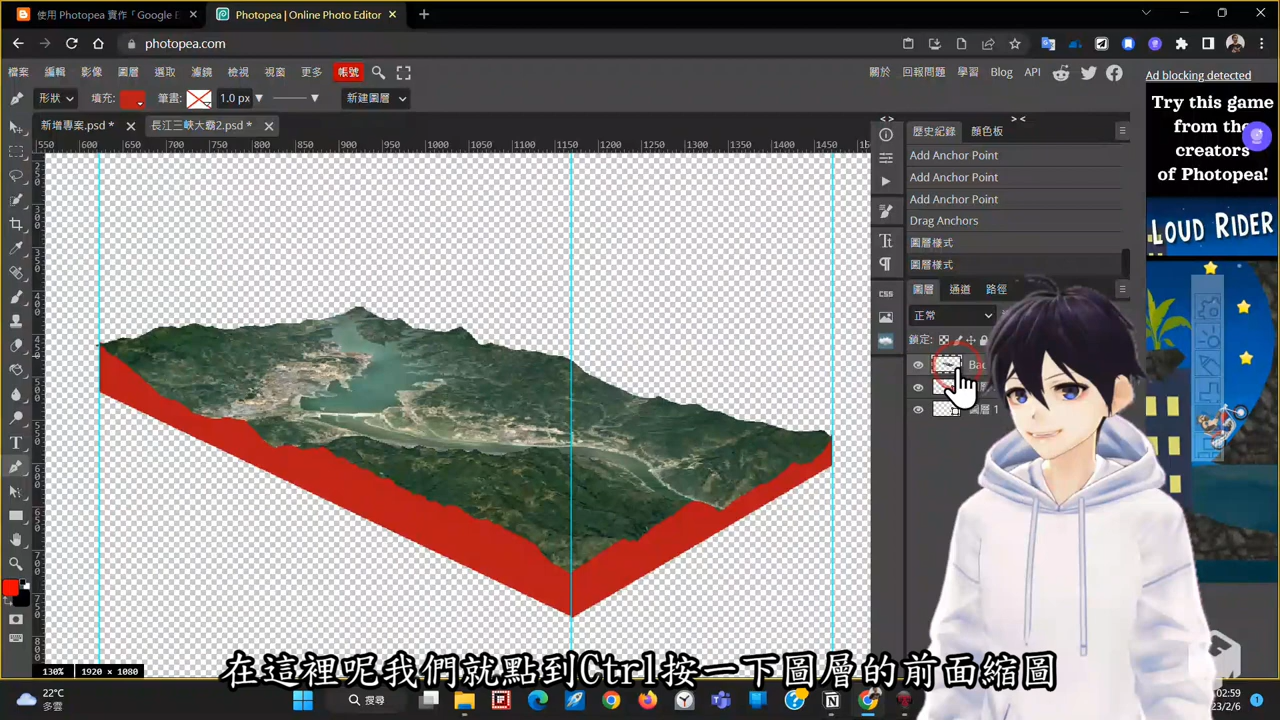 使用 Photopea 實作『Google E
Photopea | Online Photo Editor
photopea.com
檔案 編輯 影像 圖層 選取 濾鏡 檢視 視窗 更多 帳號
關於 回報問題 學習 Blog API
Ad blocking detected
形狀 填充: 筆畫: 1.0 px 新建圖層
Try this game
from the
creators
of Photopea!
LOUD RIDER
新增專案.psd *
長江三峽大霸2.psd *
550 600 650 700 750 800 850 900 950 1000 1050 1100 1150 1200 1250 1300 1350 1400 1450
歷史紀錄 顏色板
Add Anchor Point
Add Anchor Point
Add Anchor Point
Drag Anchors
圖層樣式
圖層樣式
圖層 通道 路徑
正常
鎖定:
Bac
圖層 1
CSS
130% 1920 x 1080
在這裡呢我們就點到Ctrl按一下圖層的前面縮圖
22°C
多雲
搜尋
02:59
23/2/6